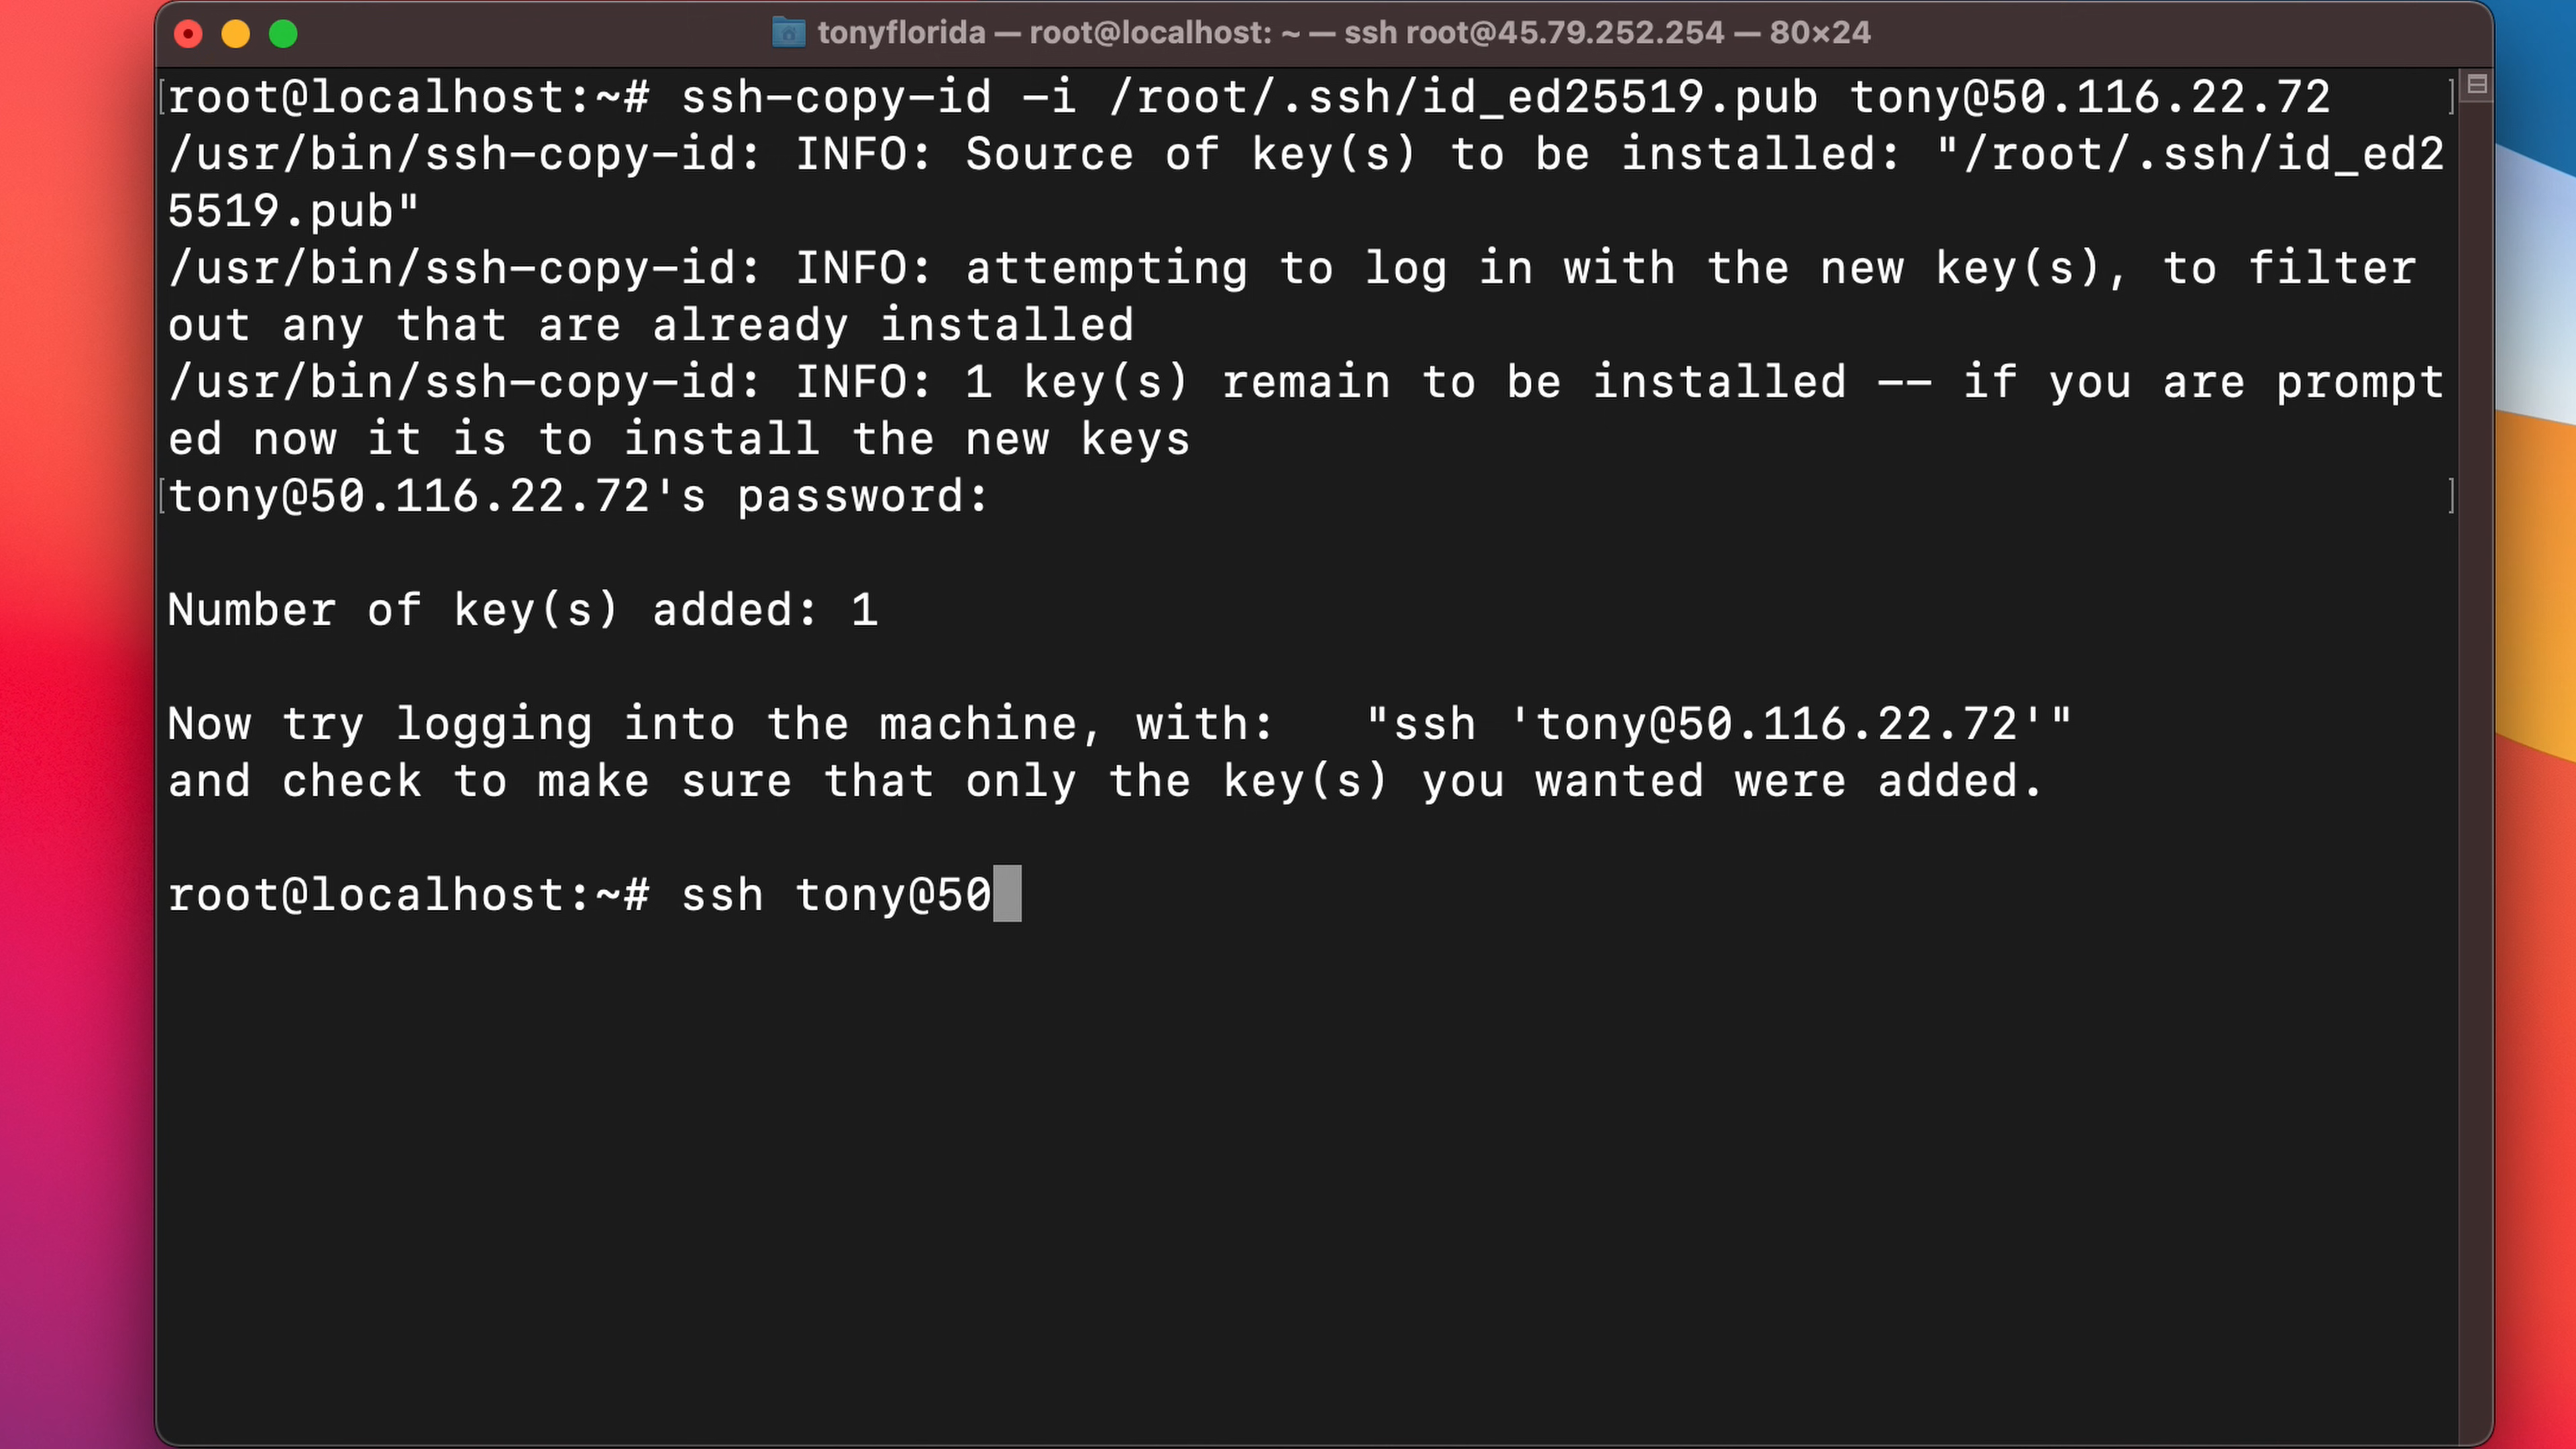 tonyflorida — root@localhost: ~ — ssh root@45.79.252.254 — 80×24
[root@localhost:~# ssh-copy-id -i /root/.ssh/id_ed25519.pub tony@50.116.22.72 ]
/usr/bin/ssh-copy-id: INFO: Source of key(s) to be installed: "/root/.ssh/id_ed2
5519.pub"
/usr/bin/ssh-copy-id: INFO: attempting to log in with the new key(s), to filter
out any that are already installed
/usr/bin/ssh-copy-id: INFO: 1 key(s) remain to be installed -- if you are prompt
ed now it is to install the new keys
[tony@50.116.22.72's password: ]
Number of key(s) added: 1
Now try logging into the machine, with:   "ssh 'tony@50.116.22.72'"
and check to make sure that only the key(s) you wanted were added.
root@localhost:~# ssh tony@50